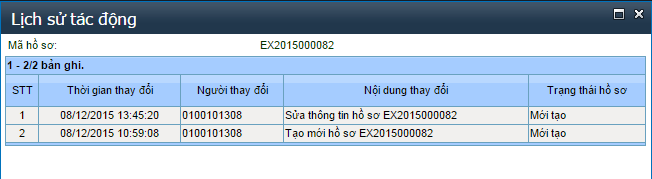 Lịch sử tác động
Mã hồ sơ: EX2015000082
1 - 2/2 bản ghi.
STT Thời gian thay đổi Người thay đổi Nội dung thay đổi Trạng thái hồ sơ
1 08/12/2015 13:45:20 0100101308 Sửa thông tin hồ sơ EX2015000082 Mới tạo
2 08/12/2015 10:59:08 0100101308 Tạo mới hồ sơ EX2015000082 Mới tạo